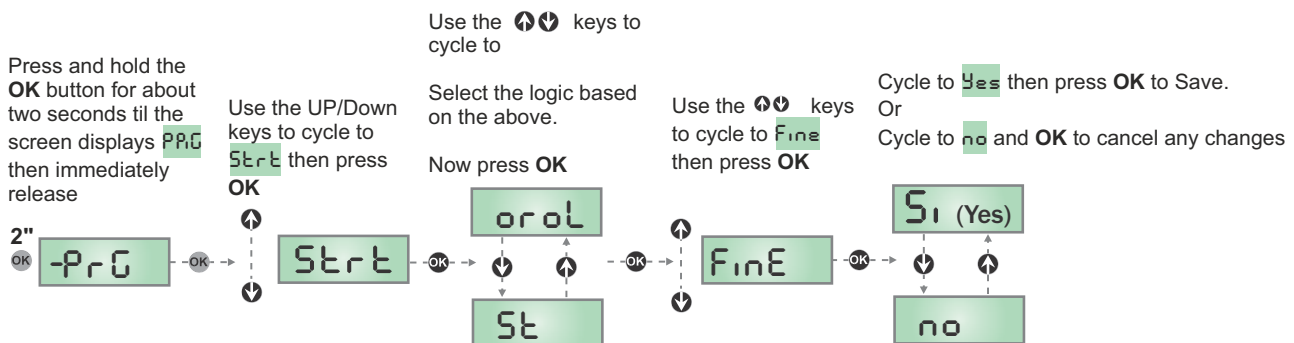 Press and hold the
OK button for about
two seconds til the
screen displays PPG
then immediately
release
Use the UP/Down
keys to cycle to
Strt then press
OK
Use the keys to
cycle to
Select the logic based
on the above.
Now press OK
Use the keys
to cycle to Fine
then press OK
Cycle to Yes then press OK to Save.
Or
Cycle to no and OK to cancel any changes
2"
OK
-PrG
OK
Strt
OK
oroL
St
OK
FinE
OK
Si (Yes)
no